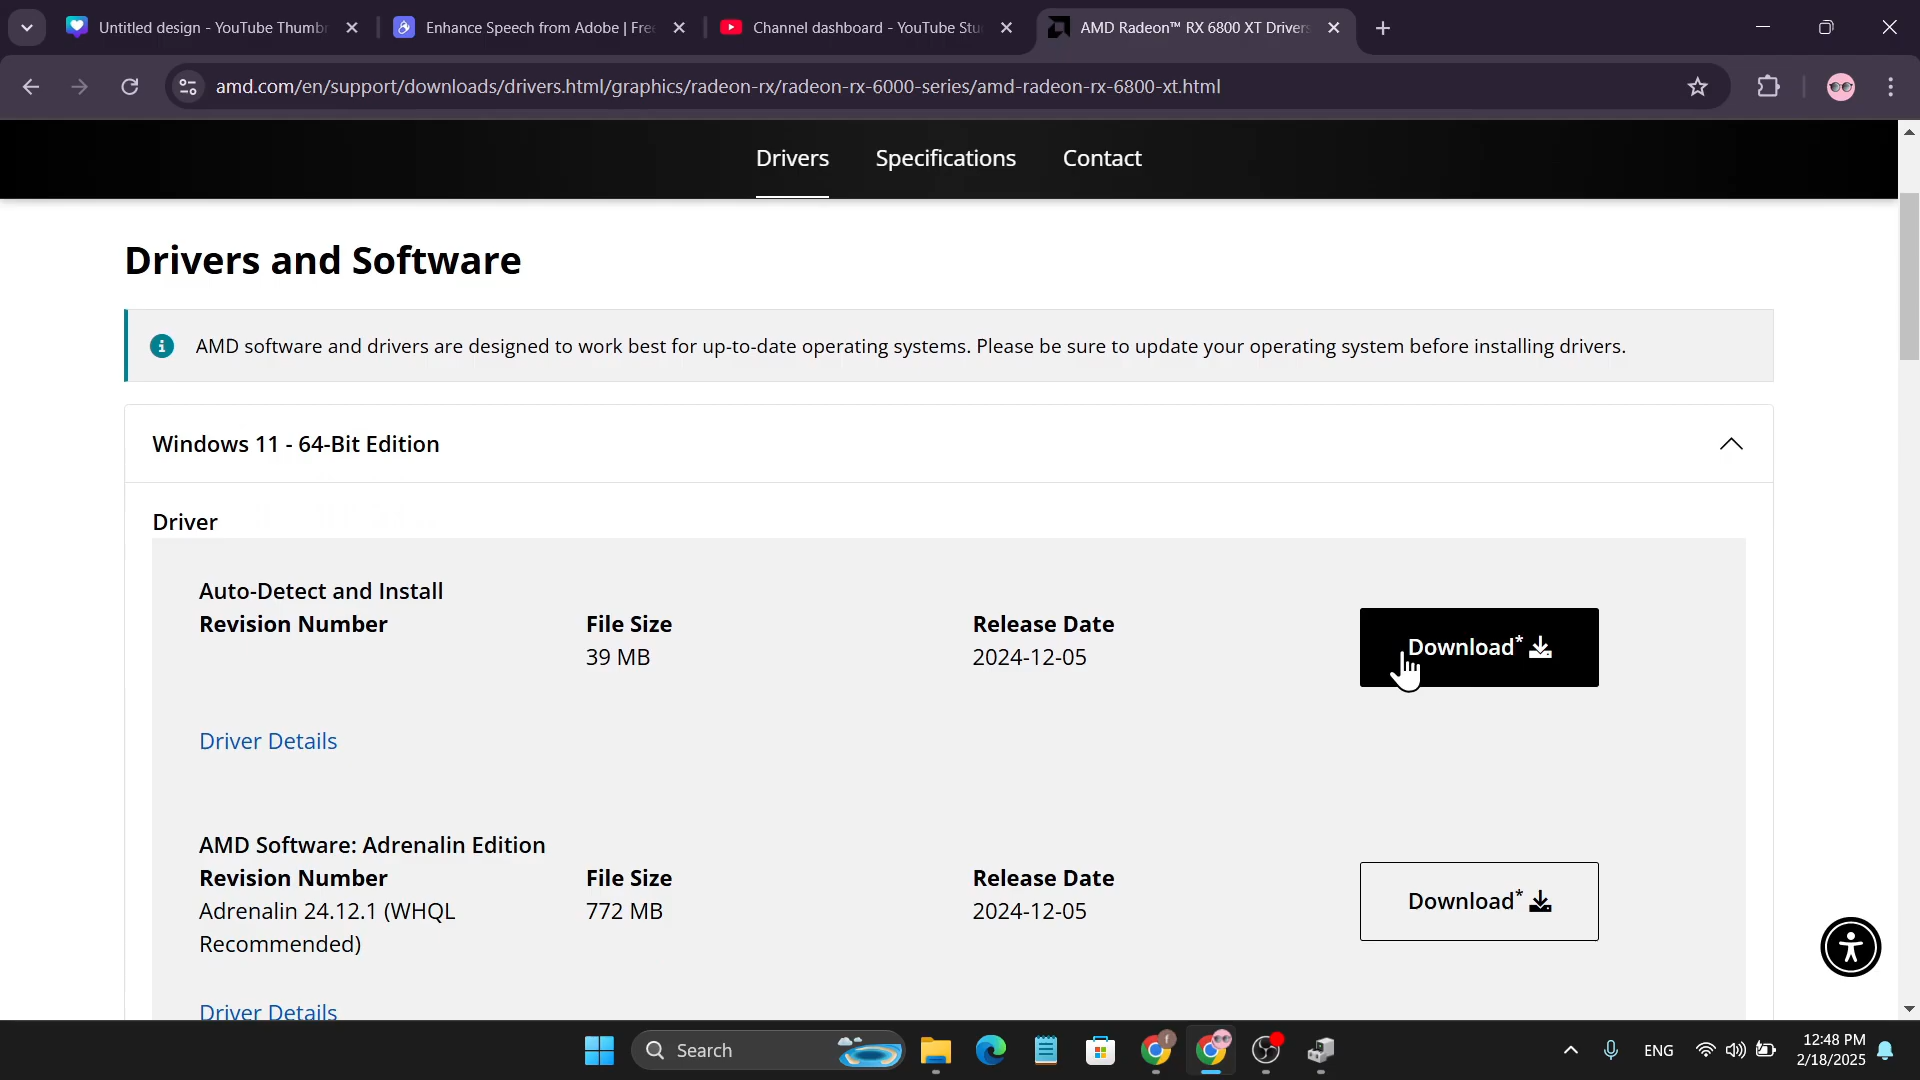 Untitled design - YouTube Thumbn
Enhance Speech from Adobe | Fre
Channel dashboard - YouTube Stu
AMD Radeon™ RX 6800 XT Drivers
amd.com/en/support/downloads/drivers.html/graphics/radeon-rx/radeon-rx-6000-series/amd-radeon-rx-6800-xt.html
Drivers Specifications Contact
Drivers and Software
AMD software and drivers are designed to work best for up-to-date operating systems. Please be sure to update your operating system before installing drivers.
Windows 11 - 64-Bit Edition
Driver
Auto-Detect and Install
Revision Number File Size Release Date
39 MB 2024-12-05
Download*
Driver Details
AMD Software: Adrenalin Edition
Revision Number File Size Release Date
Adrenalin 24.12.1 (WHQL 772 MB 2024-12-05
Recommended)
Download*
Driver Details
Search
ENG
12:48 PM
2/18/2025